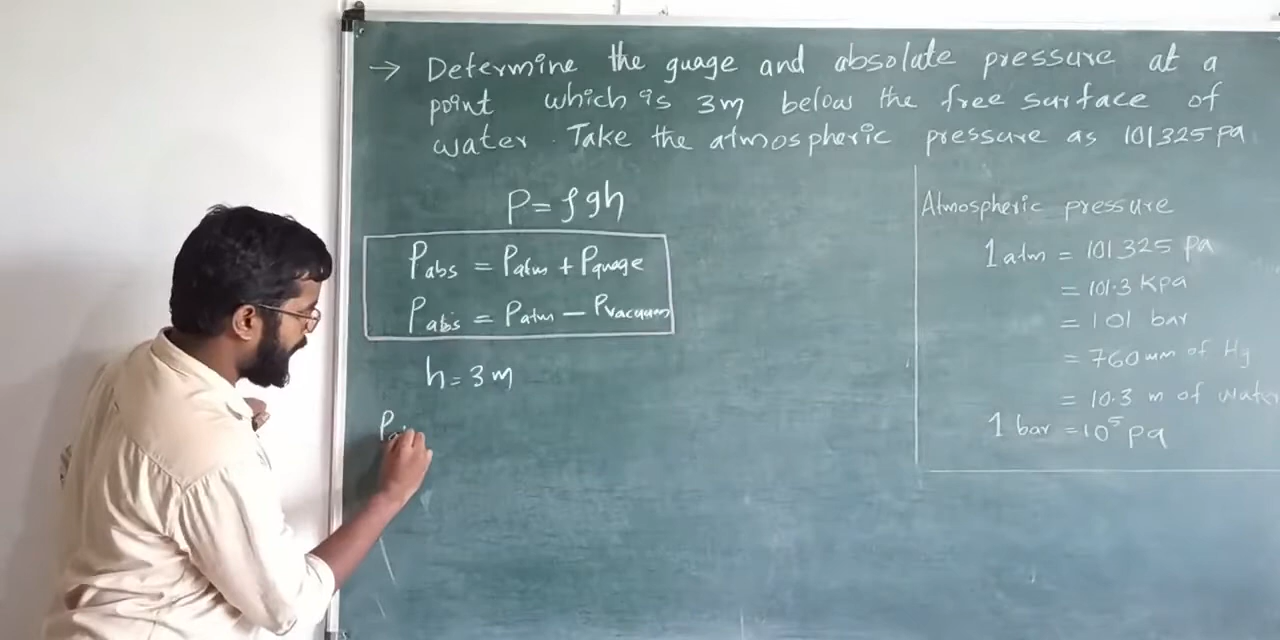 → Determine the guage and absolute pressure at a
point which is 3m below the free surface of
water. Take the atmospheric pressure as 101325 pa
P = ρgh
Pabs = Patm + Pguage
Pabs = Patm − Pvacuum
h = 3 m
Atmospheric pressure
1 atm = 101325 pa
= 101.3 Kpa
= 1.01 bar
= 760 mm of Hg
= 10.3 m of water
1 bar = 10⁵ pa